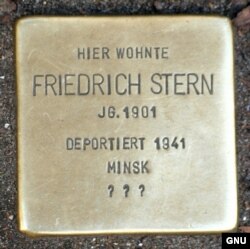 HIER WOHNTE
FRIEDRICH STERN
JG. 1901
DEPORTIERT 1941
MINSK
? ? ?
GNU